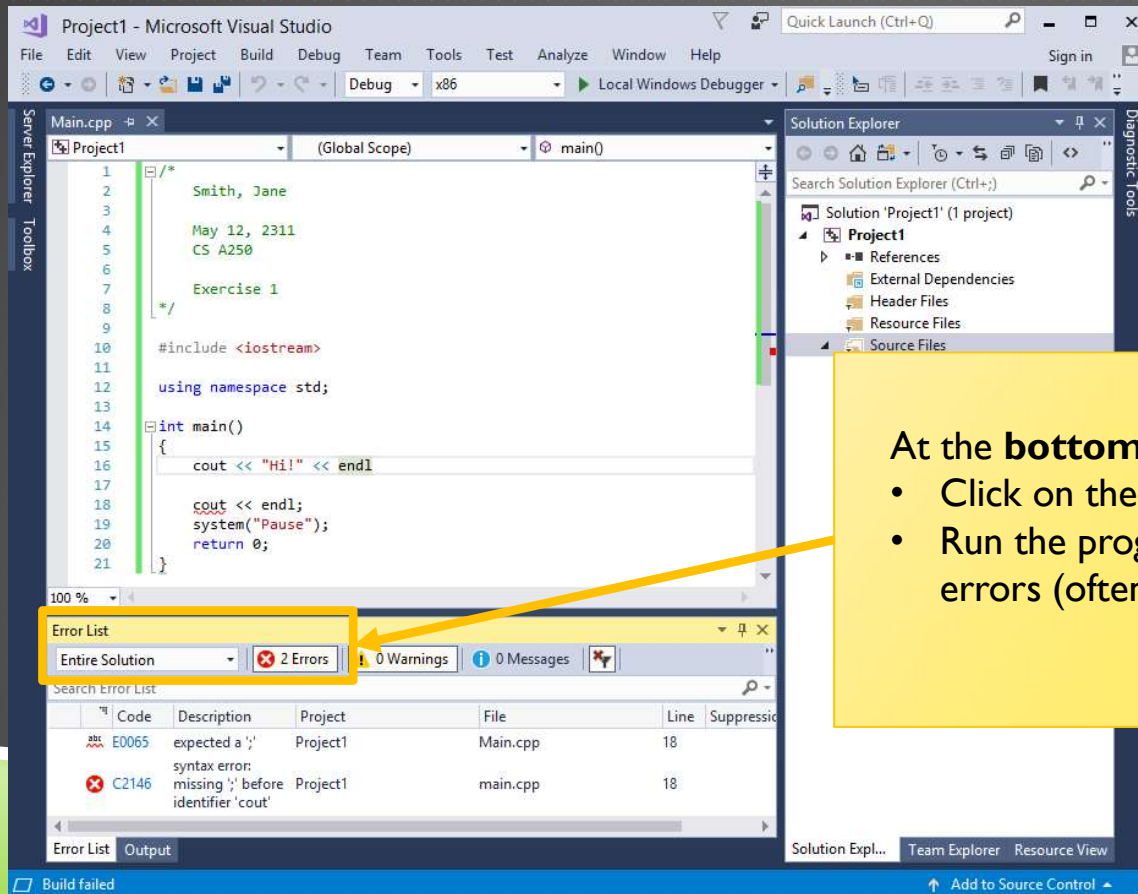 Project1 - Microsoft Visual Studio
Quick Launch (Ctrl+Q)
File Edit View Project Build Debug Team Tools Test Analyze Window Help
Sign in
Debug x86 Local Windows Debugger
Server Explorer
Toolbox
Main.cpp
Project1 (Global Scope) main()
1 /*
2 Smith, Jane
3
4 May 12, 2311
5 CS A250
6
7 Exercise 1
8 */
9
10 #include <iostream>
11
12 using namespace std;
13
14 int main()
15 {
16 cout << "Hi!" << endl
17
18 cout << endl;
19 system("Pause");
20 return 0;
21 }
100 %
Error List
Entire Solution 2 Errors 0 Warnings 0 Messages
Search Error List
Code Description Project File Line Suppressic
abc E0065 expected a ';' Project1 Main.cpp 18
C2146 syntax error: missing ';' before identifier 'cout' Project1 main.cpp 18
Error List Output
Build failed
Solution Explorer
Search Solution Explorer (Ctrl+;)
Solution 'Project1' (1 project)
Project1
References
External Dependencies
Header Files
Resource Files
Source Files
Diagnostic Tools
At the bottom
• Click on the
• Run the prog
errors (often
Solution Expl... Team Explorer Resource View
Add to Source Control